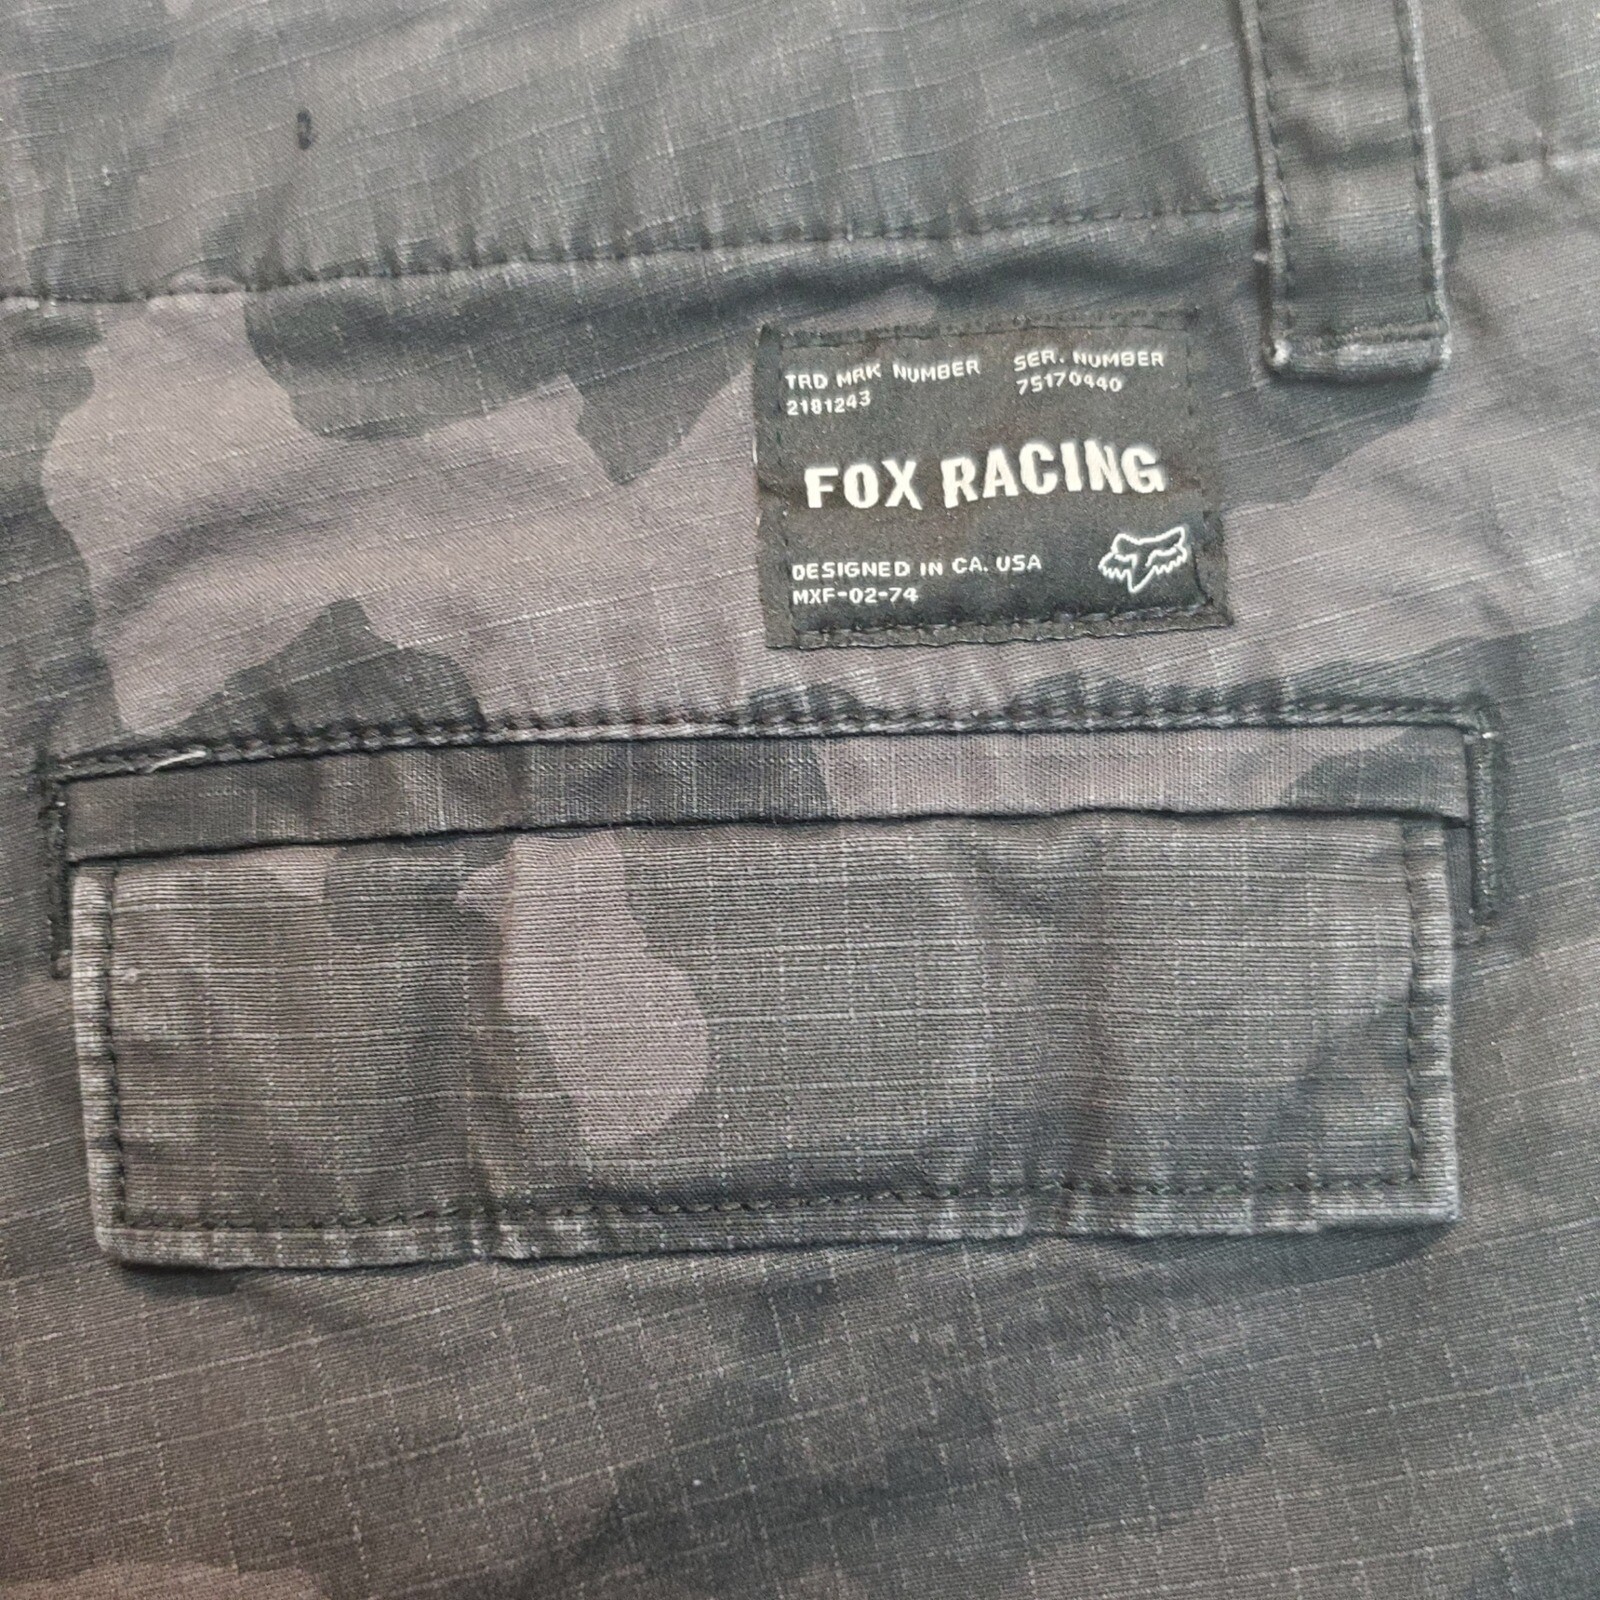 TRD MRK NUMBER SER. NUMBER
2181243 75170440
FOX RACING
DESIGNED IN CA. USA
MXF-02-74